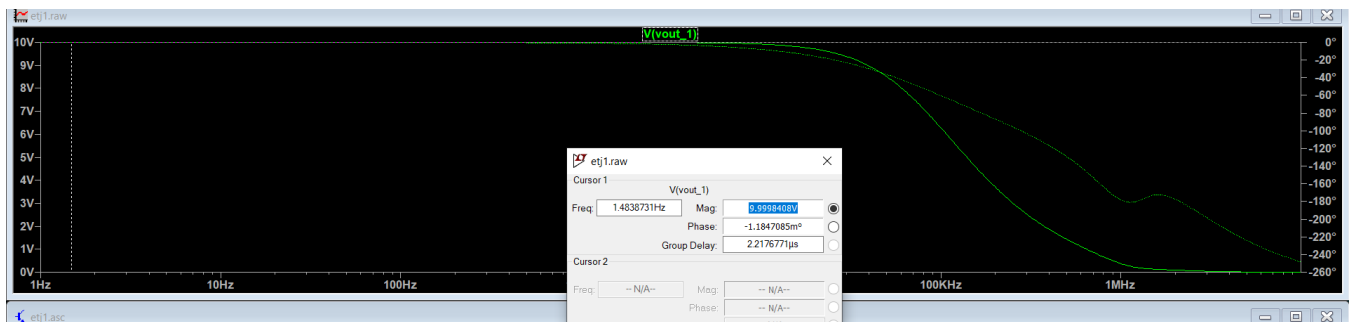 etj1.raw
V(vout_1)
10V
9V
8V
7V
6V
5V
4V
3V
2V
1V
0V
0°
-20°
-40°
-60°
-80°
-100°
-120°
-140°
-160°
-180°
-200°
-220°
-240°
-260°
1Hz 10Hz 100Hz 100KHz 1MHz
etj1.raw
Cursor 1
V(vout_1)
Freq: 1.4838731Hz Mag: 9.9998408V
Phase: -1.1847085m°
Group Delay: 2.2176771µs
Cursor 2
Freq: -- N/A-- Mag: -- N/A--
Phase: -- N/A--
etj1.asc